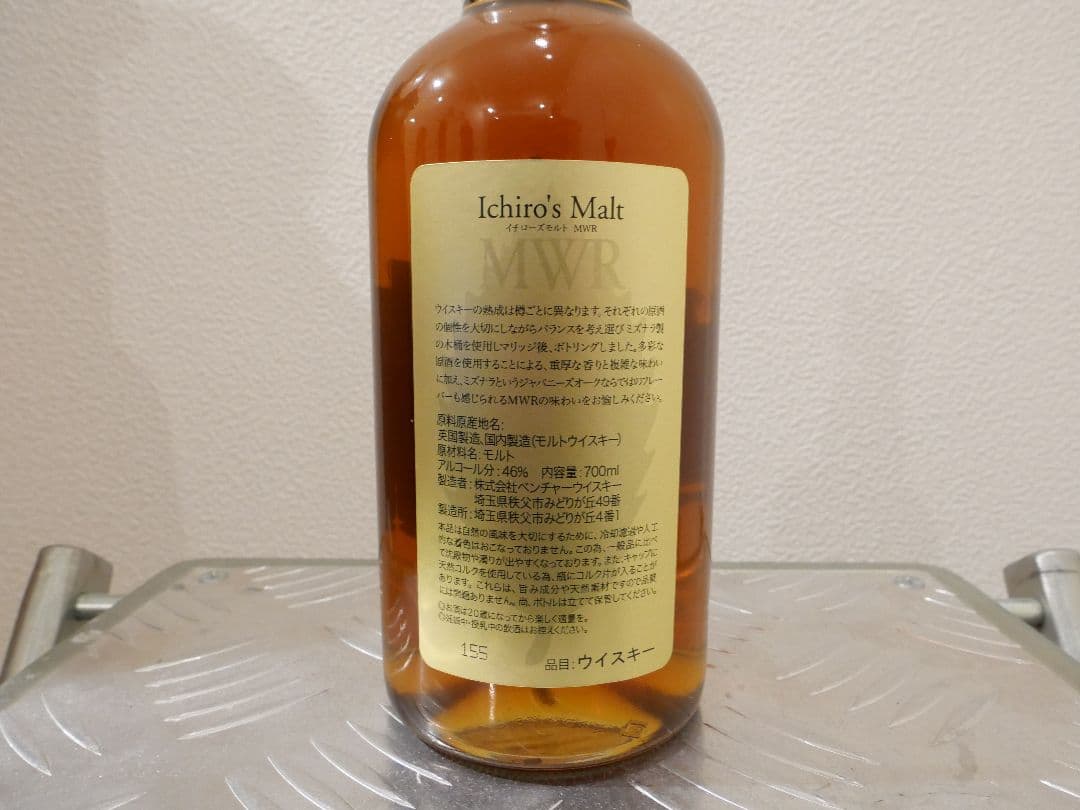 Ichiro's Malt
イチローズモルト MWR
MWR
ウイスキーの熟成は樽ごとに異なります。それぞれの原酒
の個性を大切にしながらバランスを考え選びミズナラ製
の木桶を使用しマリッジ後、ボトリングしました。多彩な
原酒を使用することによる、重厚な香りと複雑な味わい
に加え、ミズナラというジャパニーズオークならではのフレー
バーも感じられるMWRの味わいをお愉しみください。
原料原産地名:
英国製造、国内製造(モルトウイスキー)
原材料名:モルト
アルコール分:46% 内容量:700ml
製造者:株式会社ベンチャーウイスキー
埼玉県秩父市みどりが丘49番
製造所:埼玉県秩父市みどりが丘4番1
本品は自然の風味を大切にするために、冷却濾過や人工
的な着色はおこなっておりません。この為、一般品に比べ
て沈殿物や濁りが出やすくなっております。また、キャップに
天然コルクを使用している為、瓶にコルク片が入ることが
あります。これらは、旨み成分や天然素材ですので品質
には問題ありません。尚、ボトルは立てて保管してください。
◎お酒は20歳になってから楽しく適量を。
◎妊娠中・授乳中の飲酒はお控えください。
155
品目:ウイスキー